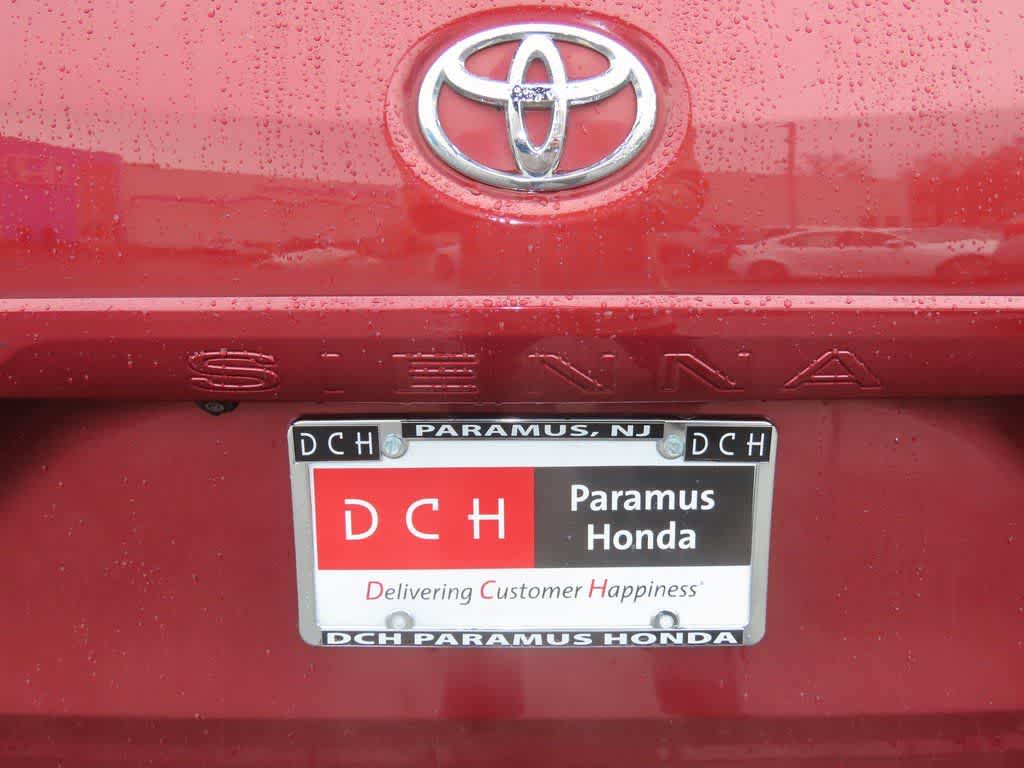 SIENNA
PARAMUS, NJ
DCH
DCH
DCH
Paramus
Honda
Delivering Customer Happiness
DCH PARAMUS HONDA